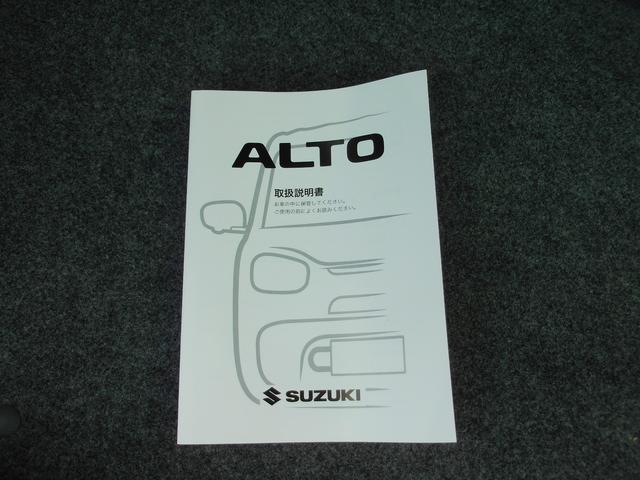 ALTO
取扱説明書
お車の中に保管してください。
ご使用の前によくお読みください。
SUZUKI